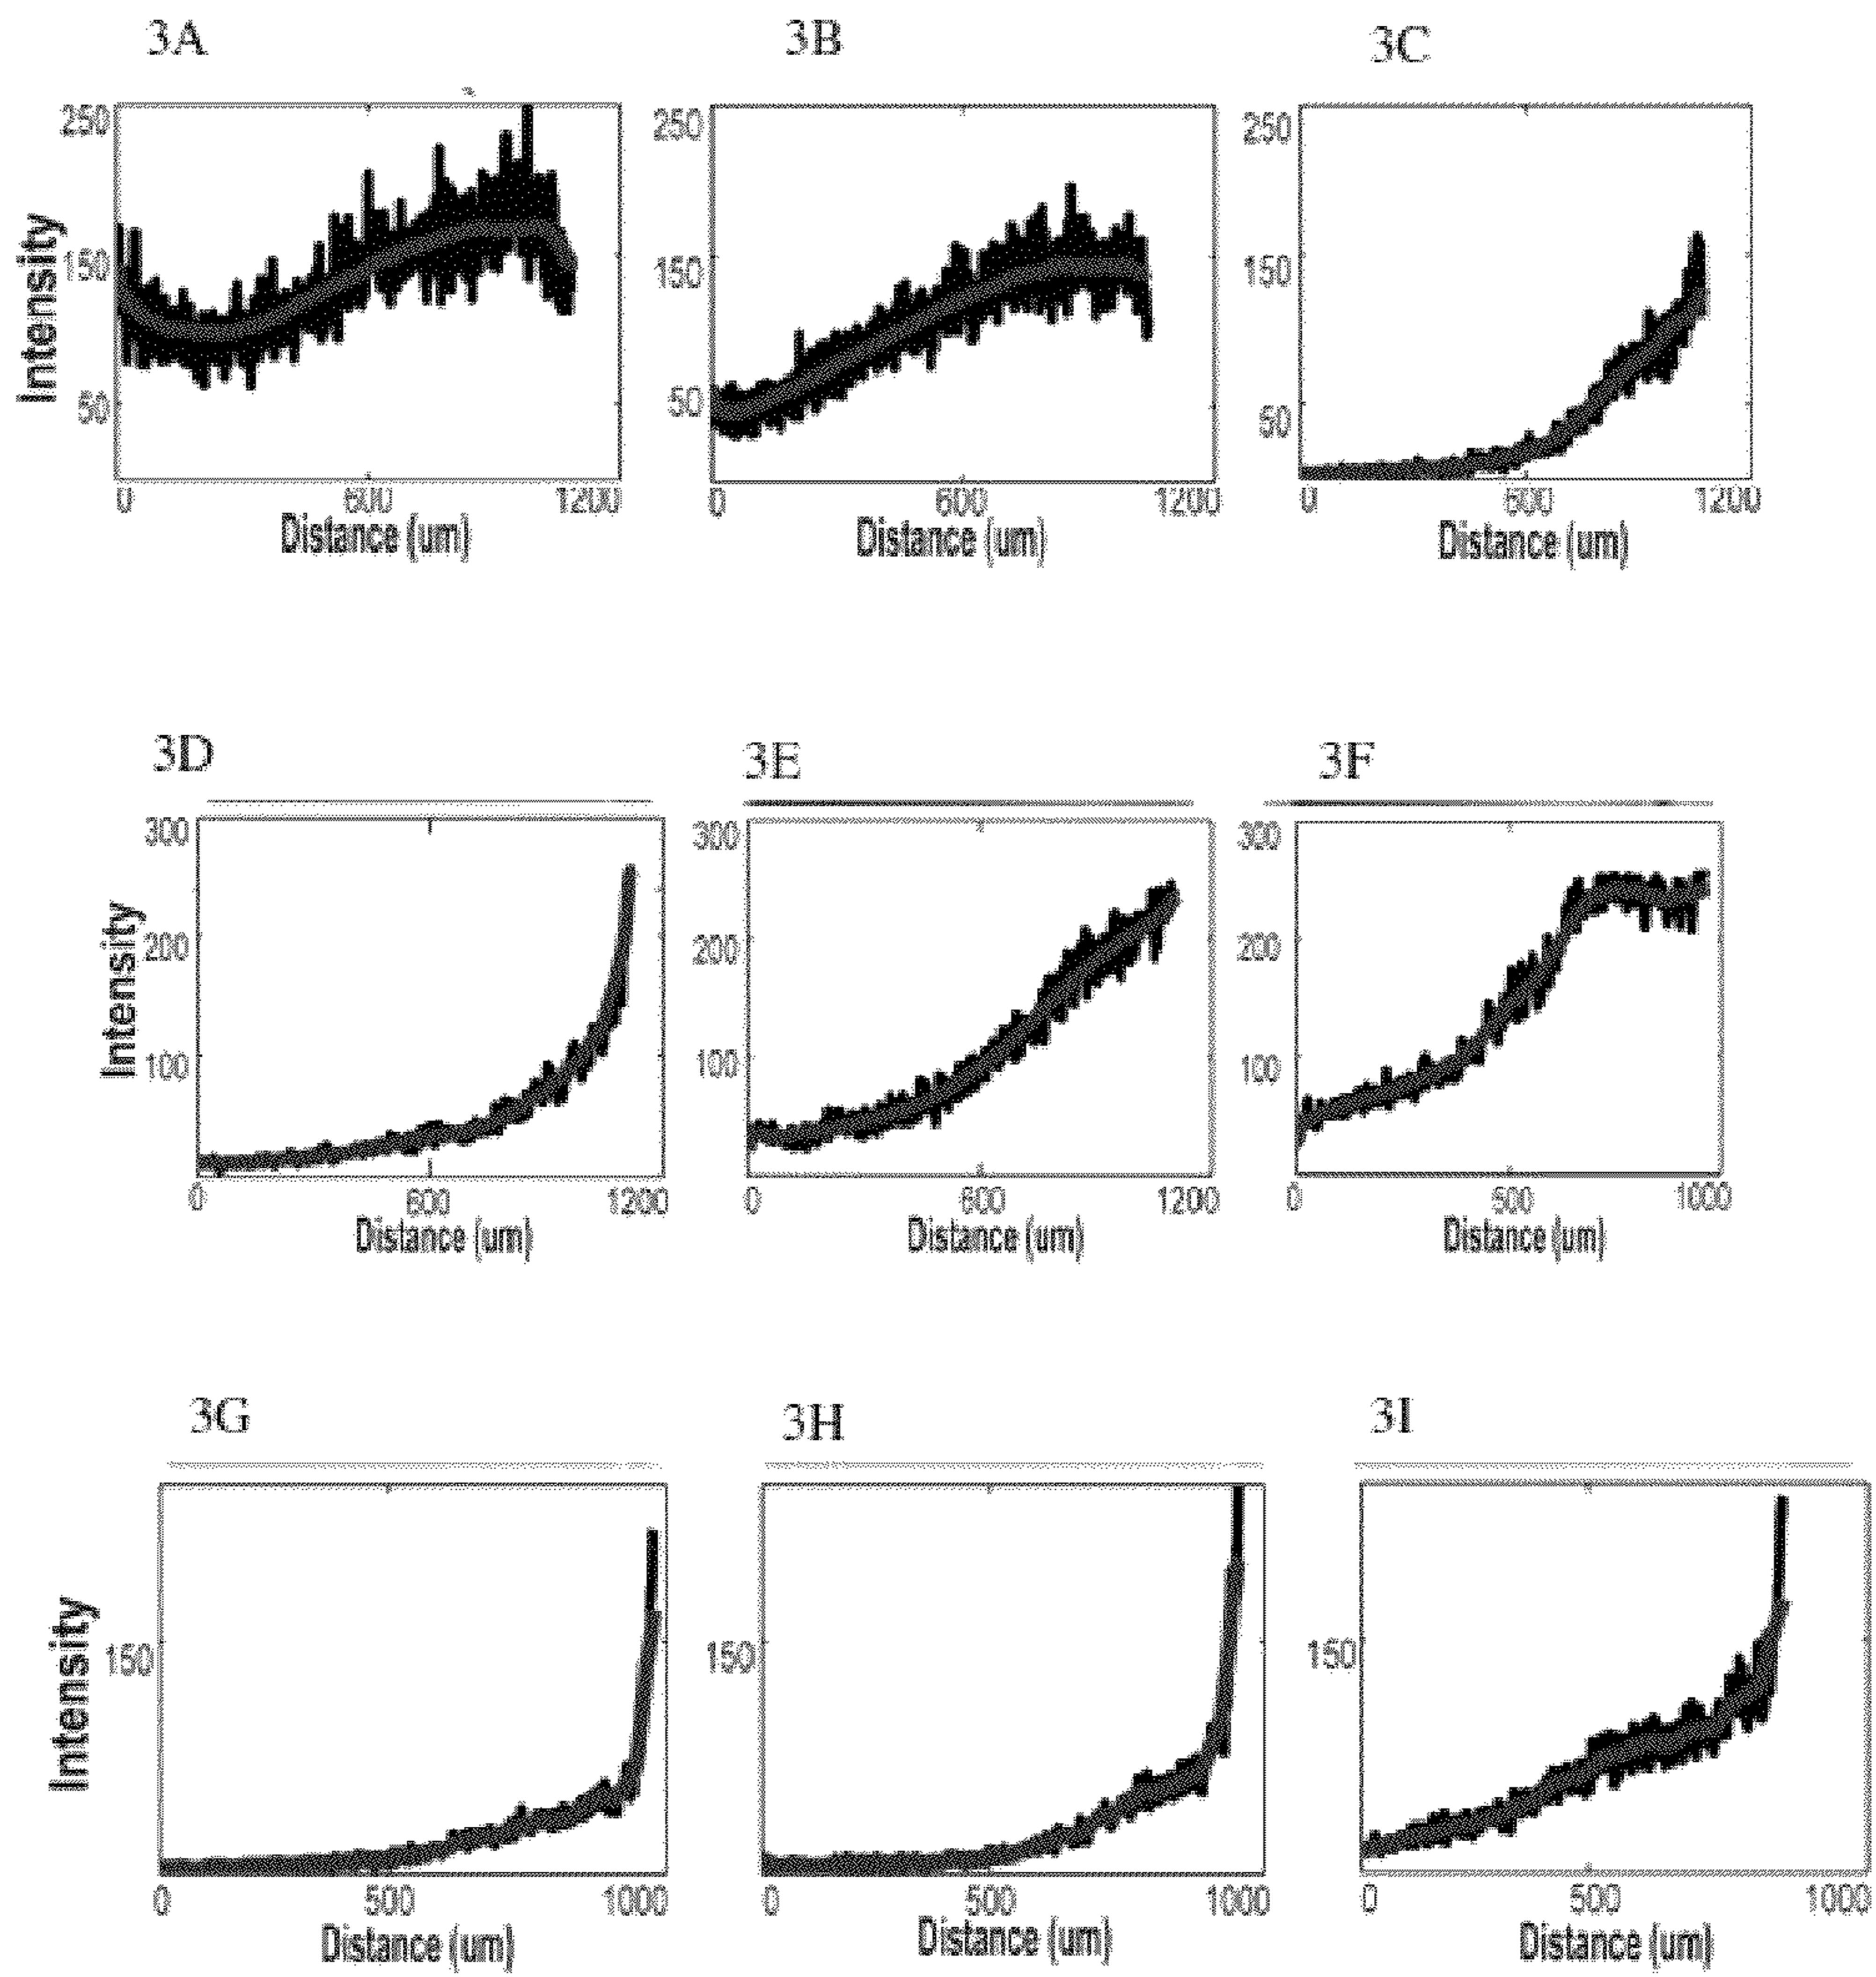 3A 3B 3C
250 250 250
Intensity
150 150 150
50 50 50
0 600 1200 0 600 1200 0 600 1200
Distance (um) Distance (um) Distance (um)
3D 3E 3F
300 300 300
Intensity
200 200 200
100 100 100
0 600 1200 0 600 1200 0 500 1000
Distance (um) Distance (um) Distance (um)
3G 3H 3I
Intensity
150 150 150
0 500 1000 0 500 1000 0 500 1000
Distance (um) Distance (um) Distance (um)